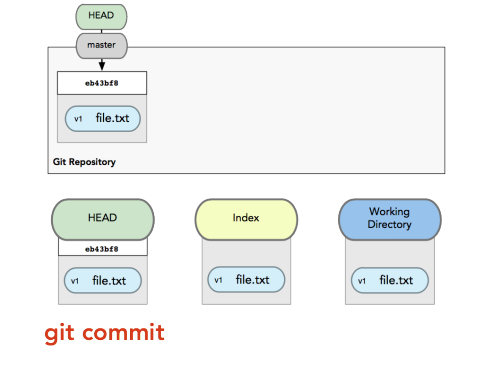 HEAD
master
eb43bf8
v1 file.txt
Git Repository
HEAD
Index
Working
Directory
eb43bf8
v1 file.txt
v1 file.txt
v1 file.txt
git commit